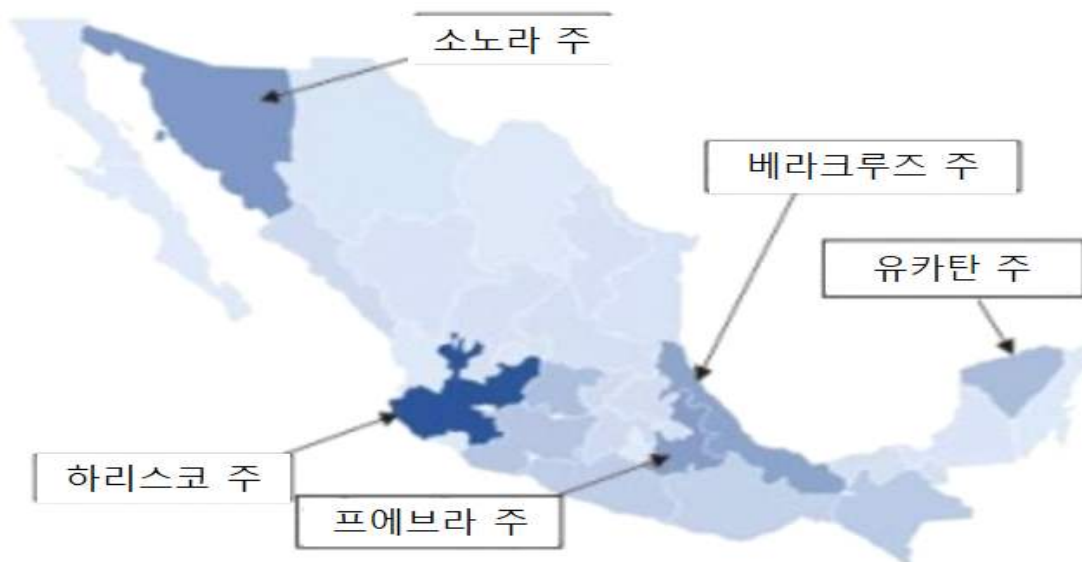 소노라 주
베라크루즈 주
유카탄 주
하리스코 주
프에브라 주